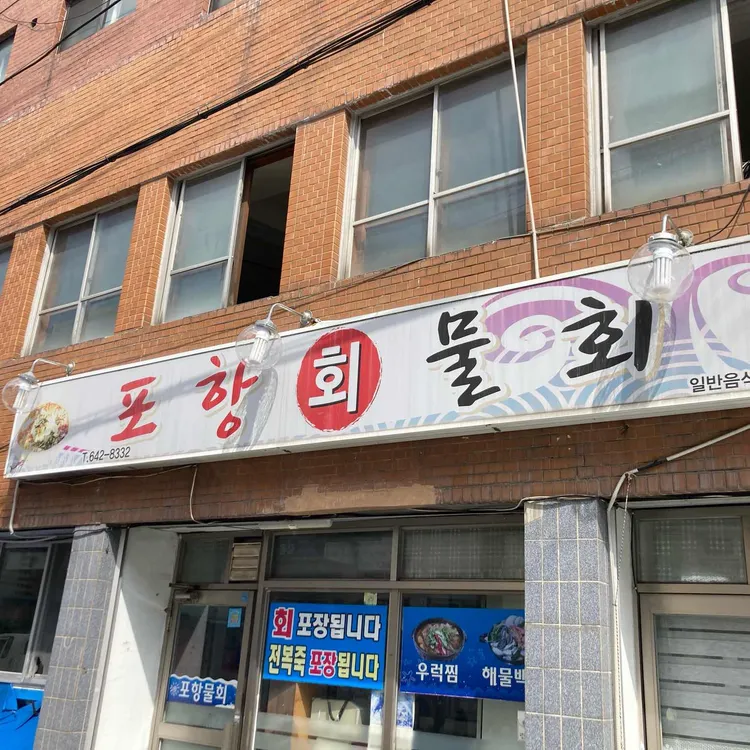 포항 회 물회
일반음식
T.642-8332
회 포장됩니다
전복죽 포장됩니다
포항물회
우럭찜
해물